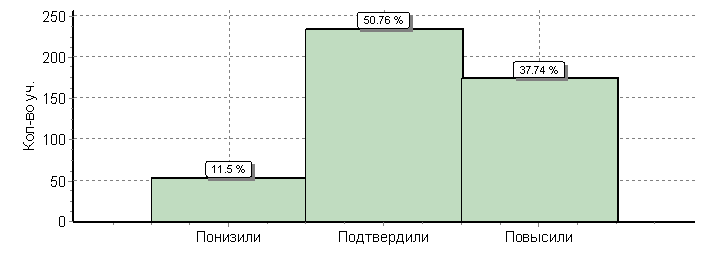 Кол-во уч.
250
200
150
100
50
0
11.5 %
50.76 %
37.74 %
Понизили
Подтвердили
Повысили